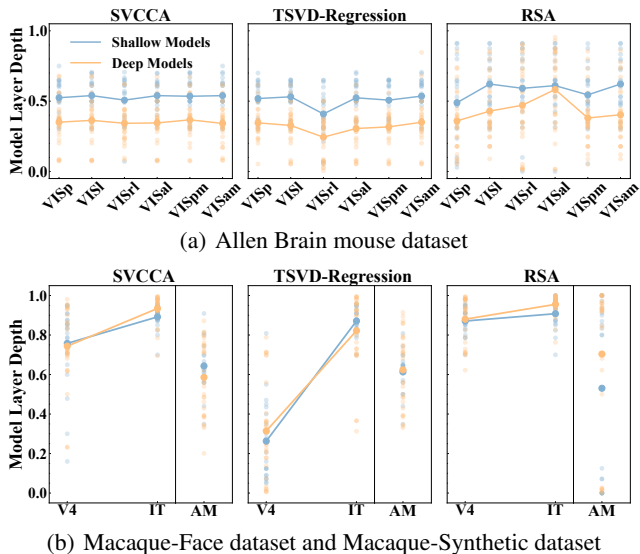 SVCCA TSVD-Regression RSA
Model Layer Depth
1.0
0.5
0.0
Shallow Models
Deep Models
VISp VISl VISrl VISal VISpm VISam VISp VISl VISrl VISal VISpm VISam VISp VISl VISrl VISal VISpm VISam
(a) Allen Brain mouse dataset
SVCCA TSVD-Regression RSA
Model Layer Depth
1.0
0.8
0.6
0.4
0.2
0.0
V4 IT AM V4 IT AM V4 IT AM
(b) Macaque-Face dataset and Macaque-Synthetic dataset